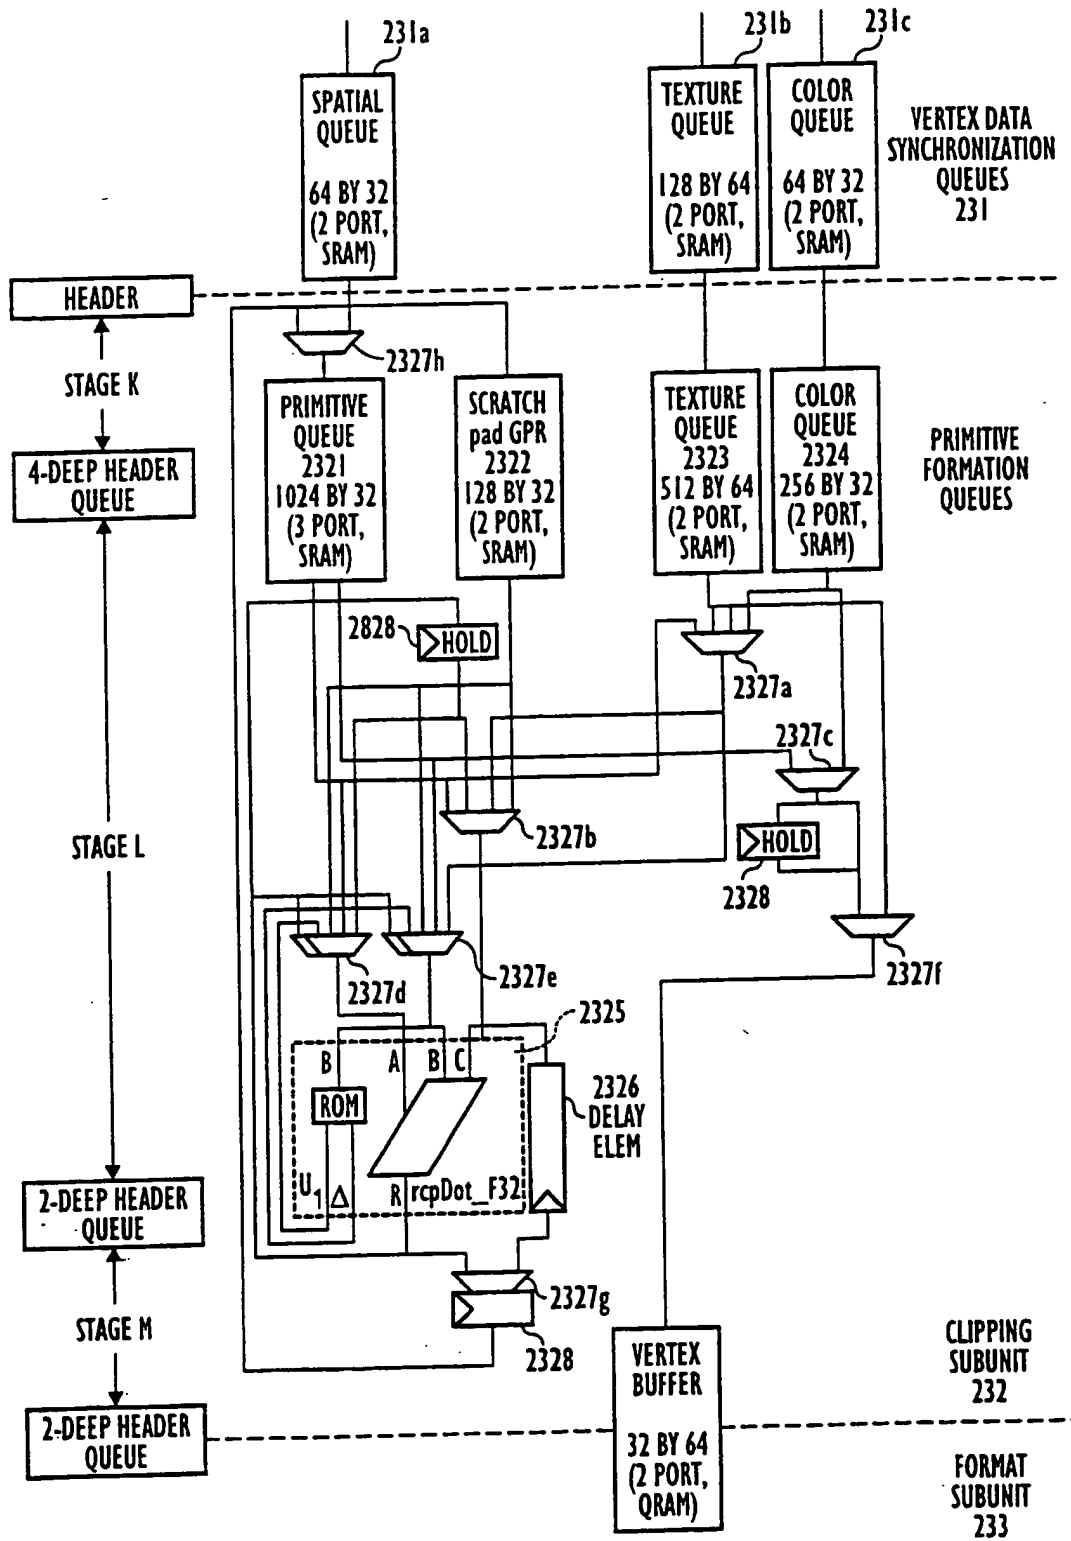 231a
231b
231c
SPATIAL
QUEUE
64 BY 32
(2 PORT,
SRAM)
TEXTURE
QUEUE
128 BY 64
(2 PORT,
SRAM)
COLOR
QUEUE
64 BY 32
(2 PORT,
SRAM)
VERTEX DATA
SYNCHRONIZATION
QUEUES
231
HEADER
2327h
STAGE K
PRIMITIVE
QUEUE
2321
1024 BY 32
(3 PORT,
SRAM)
SCRATCH
pad GPR
2322
128 BY 32
(2 PORT,
SRAM)
TEXTURE
QUEUE
2323
512 BY 64
(2 PORT,
SRAM)
COLOR
QUEUE
2324
256 BY 32
(2 PORT,
SRAM)
PRIMITIVE
FORMATION
QUEUES
4-DEEP HEADER
QUEUE
2828
HOLD
2327a
2327c
2327b
HOLD
2328
STAGE L
2327d
2327e
2327f
2325
B
A
B
C
ROM
2326
DELAY
ELEM
U1
Δ
R
rcpDot_F32
2-DEEP HEADER
QUEUE
2327g
2328
STAGE M
VERTEX
BUFFER
32 BY 64
(2 PORT,
QRAM)
CLIPPING
SUBUNIT
232
2-DEEP HEADER
QUEUE
FORMAT
SUBUNIT
233